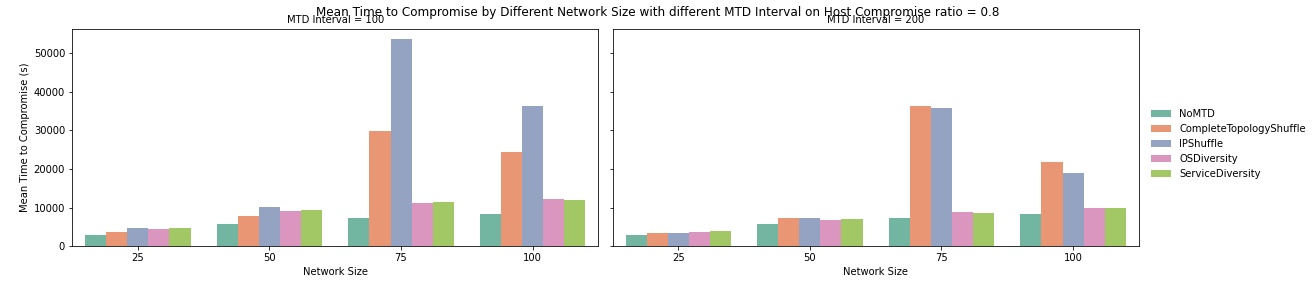 Mean Time to Compromise by Different Network Size with different MTD Interval on Host Compromise ratio = 0.8
MTD Interval = 100
MTD Interval = 200
Mean Time to Compromise (s)
50000
40000
30000
20000
10000
0
25
50
75
100
Network Size
25
50
75
100
Network Size
NoMTD
CompleteTopologyShuffle
IPShuffle
OSDiversity
ServiceDiversity